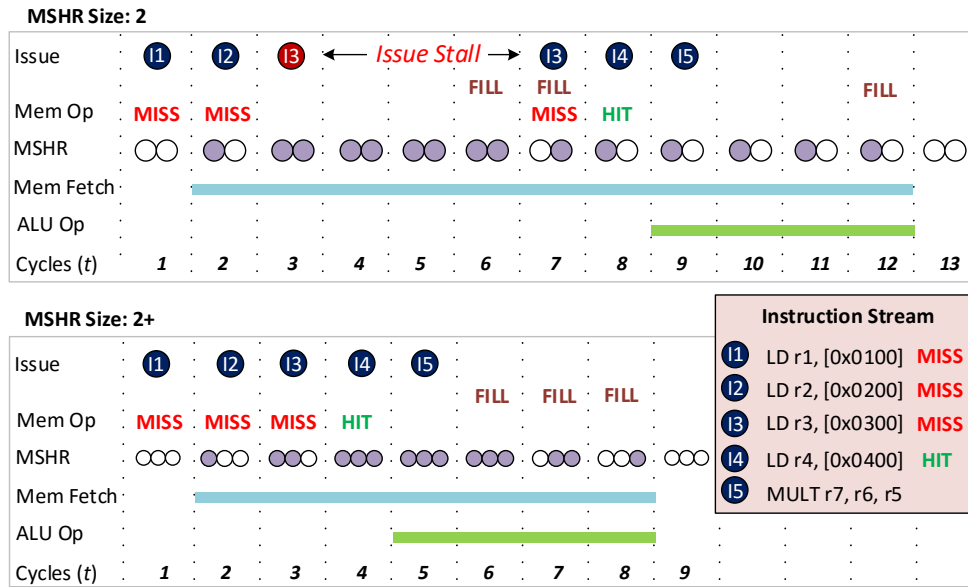 MSHR Size: 2
Issue I1 I2 I3 Issue Stall I3 I4 I5
FILL FILL FILL
Mem Op MISS MISS MISS HIT
MSHR
Mem Fetch
ALU Op
Cycles (t) 1 2 3 4 5 6 7 8 9 10 11 12 13
MSHR Size: 2+
Issue I1 I2 I3 I4 I5
FILL FILL FILL
Mem Op MISS MISS MISS HIT
MSHR
Mem Fetch
ALU Op
Cycles (t) 1 2 3 4 5 6 7 8 9
Instruction Stream
I1 LD r1, [0x0100] MISS
I2 LD r2, [0x0200] MISS
I3 LD r3, [0x0300] MISS
I4 LD r4, [0x0400] HIT
I5 MULT r7, r6, r5